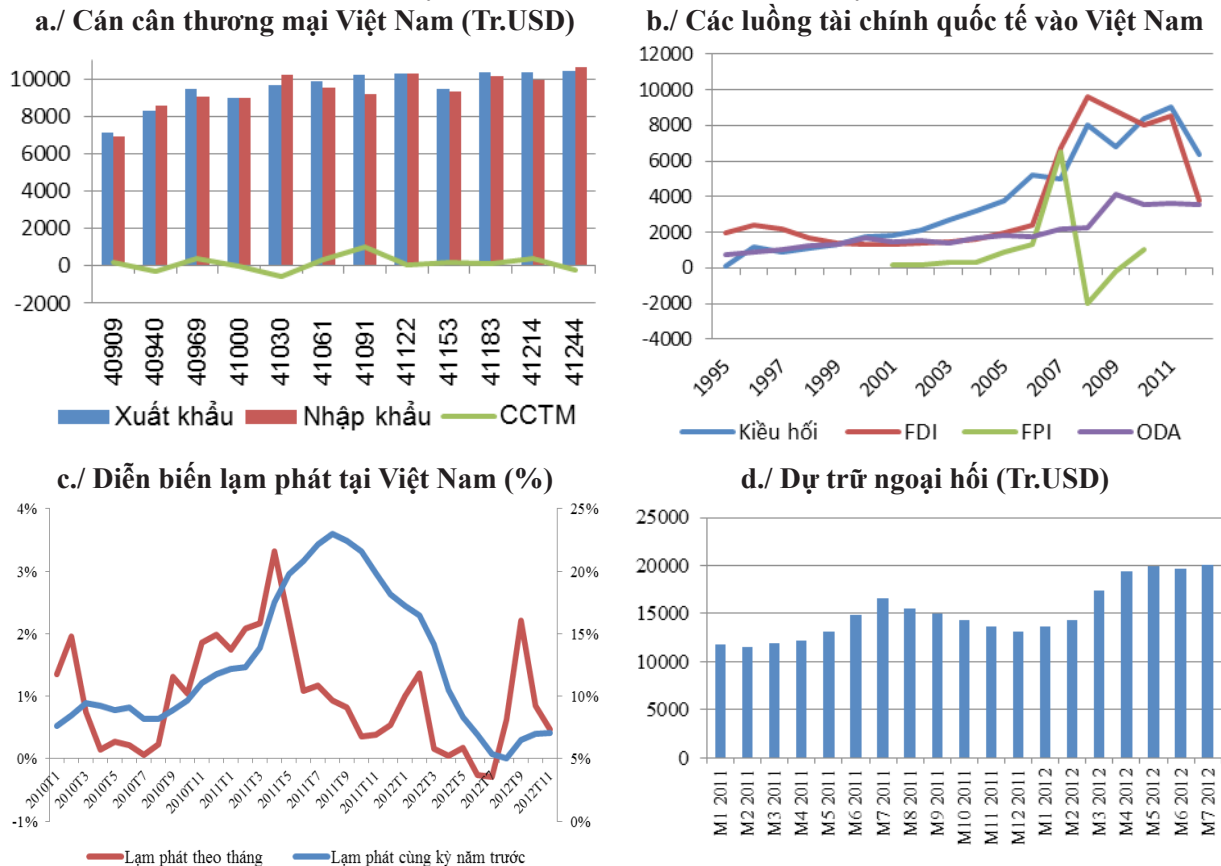 a./ Cán cân thương mại Việt Nam (Tr.USD)
10000
8000
6000
4000
2000
0
-2000
40909
40940
40969
41000
41030
41061
41091
41122
41153
41183
41214
41244
Xuất khẩu Nhập khẩu CCTM
b./ Các luồng tài chính quốc tế vào Việt Nam
12000
10000
8000
6000
4000
2000
0
-2000
-4000
1995 1997 1999 2001 2003 2005 2007 2009 2011
Kiều hối FDI FPI ODA
c./ Diễn biến lạm phát tại Việt Nam (%)
4% 25%
3% 20%
2% 15%
1% 10%
0% 5%
-1% 0%
2010T1 2010T3 2010T5 2010T7 2010T9 2010T11 2011T1 2011T3 2011T5 2011T7 2011T9 2011T11 2012T1 2012T3 2012T5 2012T7 2012T9 2012T11
Lạm phát theo tháng Lạm phát cùng kỳ năm trước
d./ Dự trữ ngoại hối (Tr.USD)
25000
20000
15000
10000
5000
0
M1 2011
M2 2011
M3 2011
M4 2011
M5 2011
M6 2011
M7 2011
M8 2011
M9 2011
M10 2011
M11 2011
M12 2011
M1 2012
M2 2012
M3 2012
M4 2012
M5 2012
M6 2012
M7 2012